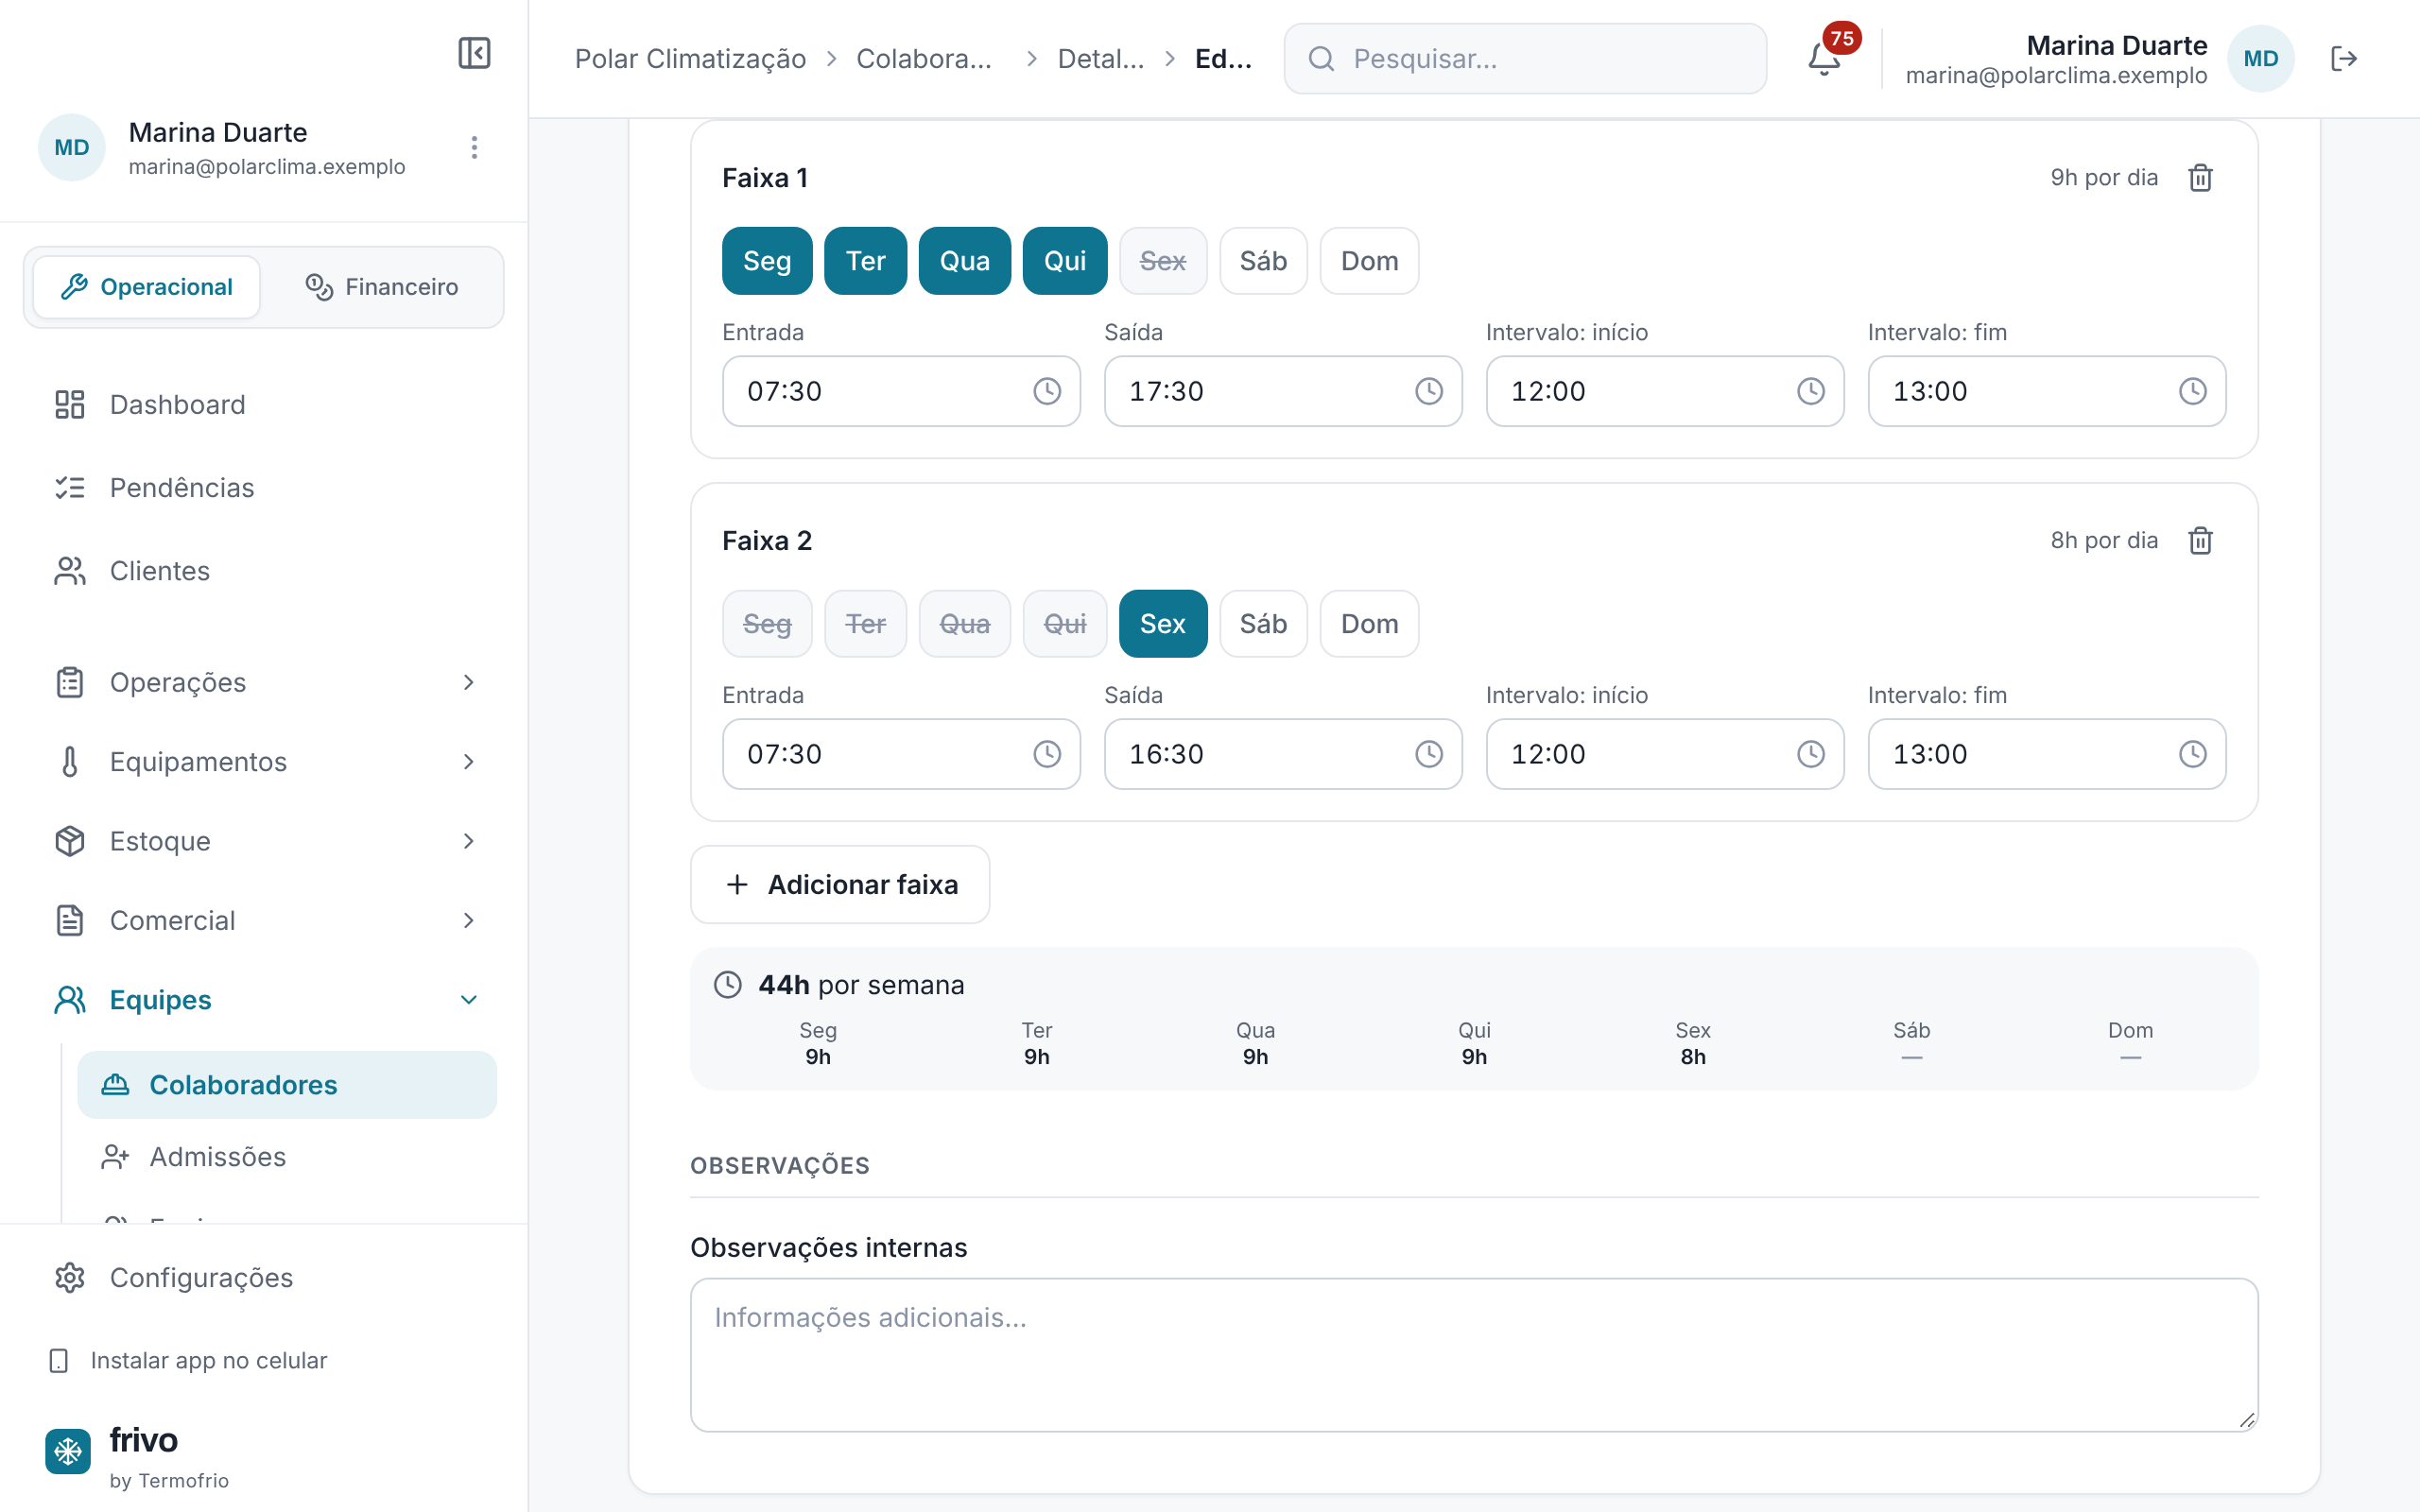 Polar Climatização > Colabora... > Detal... > Ed...
Pesquisar...
75
Marina Duarte
marina@polarclima.exemplo
MD
MD
Marina Duarte
marina@polarclima.exemplo
Operacional
Financeiro
Dashboard
Pendências
Clientes
Operações
Equipamentos
Estoque
Comercial
Equipes
Colaboradores
Admissões
Configurações
Instalar app no celular
frivo
by Termofrio
Faixa 1
9h por dia
Seg Ter Qua Qui Sex Sáb Dom
Entrada Saída Intervalo: início Intervalo: fim
07:30 17:30 12:00 13:00
Faixa 2
8h por dia
Seg Ter Qua Qui Sex Sáb Dom
Entrada Saída Intervalo: início Intervalo: fim
07:30 16:30 12:00 13:00
Adicionar faixa
44h por semana
Seg Ter Qua Qui Sex Sáb Dom
9h 9h 9h 9h 8h — —
OBSERVAÇÕES
Observações internas
Informações adicionais...